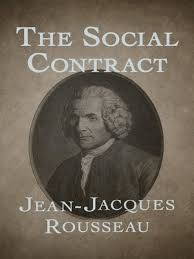 THE SOCIAL
CONTRACT
JEAN-JACQUES
ROUSSEAU